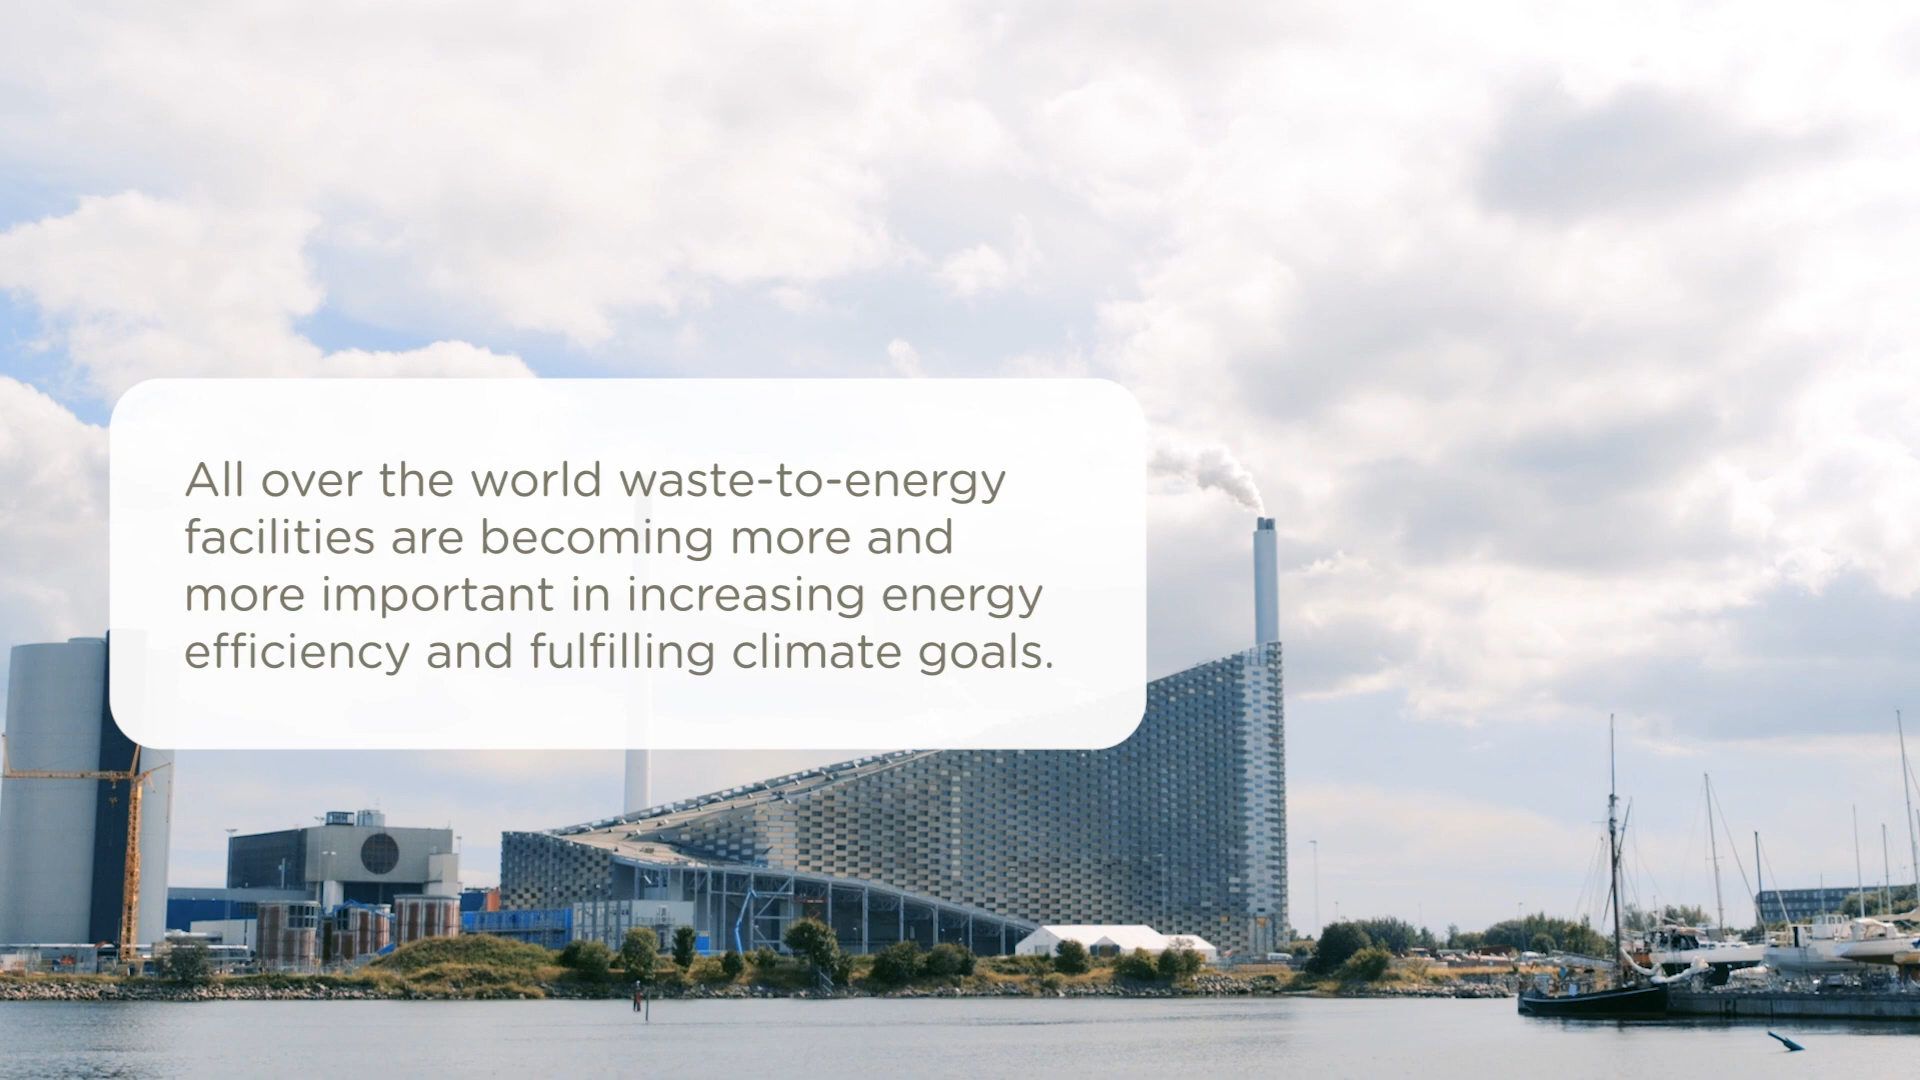 All over the world waste-to-energy
facilities are becoming more and
more important in increasing energy
efficiency and fulfilling climate goals.